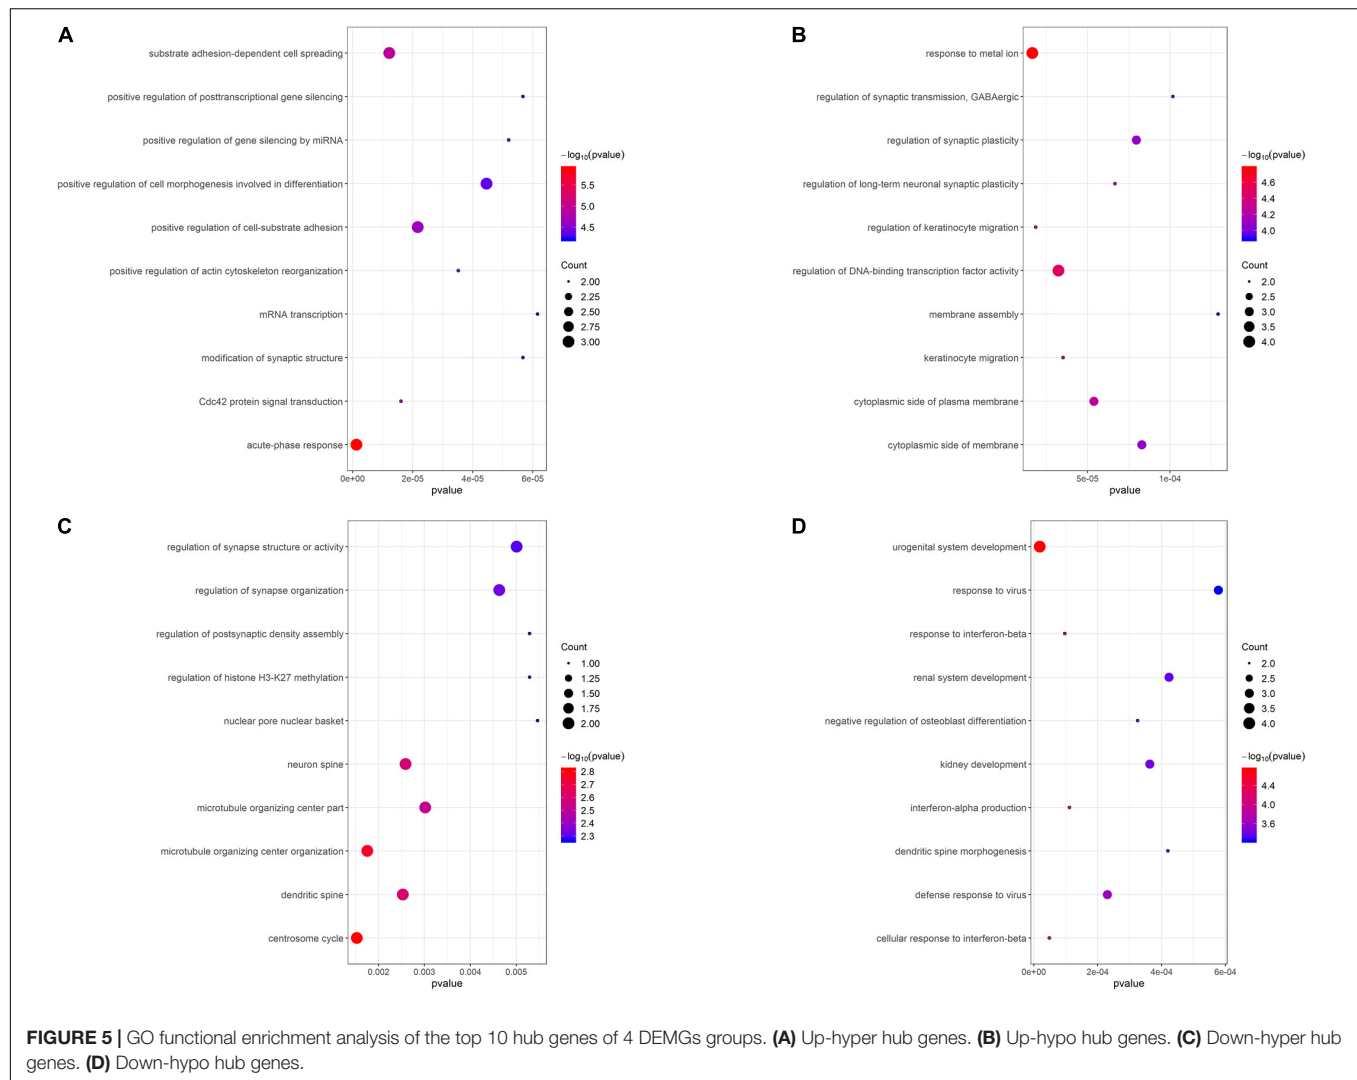 A
substrate adhesion-dependent cell spreading
positive regulation of posttranscriptional gene silencing
positive regulation of gene silencing by miRNA
positive regulation of cell morphogenesis involved in differentiation
positive regulation of cell-substrate adhesion
positive regulation of actin cytoskeleton reorganization
mRNA transcription
modification of synaptic structure
Cdc42 protein signal transduction
acute-phase response
0e+00 2e-05 4e-05 6e-05
pvalue
−log10(pvalue)
5.5
5.0
4.5
Count
2.00
2.25
2.50
2.75
3.00
B
response to metal ion
regulation of synaptic transmission, GABAergic
regulation of synaptic plasticity
regulation of long-term neuronal synaptic plasticity
regulation of keratinocyte migration
regulation of DNA-binding transcription factor activity
membrane assembly
keratinocyte migration
cytoplasmic side of plasma membrane
cytoplasmic side of membrane
5e-05 1e-04
pvalue
−log10(pvalue)
4.6
4.4
4.2
4.0
Count
2.0
2.5
3.0
3.5
4.0
C
regulation of synapse structure or activity
regulation of synapse organization
regulation of postsynaptic density assembly
regulation of histone H3-K27 methylation
nuclear pore nuclear basket
neuron spine
microtubule organizing center part
microtubule organizing center organization
dendritic spine
centrosome cycle
0.002 0.003 0.004 0.005
pvalue
Count
1.00
1.25
1.50
1.75
2.00
−log10(pvalue)
2.8
2.7
2.6
2.5
2.4
2.3
D
urogenital system development
response to virus
response to interferon-beta
renal system development
negative regulation of osteoblast differentiation
kidney development
interferon-alpha production
dendritic spine morphogenesis
defense response to virus
cellular response to interferon-beta
0e+00 2e-04 4e-04 6e-04
pvalue
Count
2.0
2.5
3.0
3.5
4.0
−log10(pvalue)
4.4
4.0
3.6
FIGURE 5 | GO functional enrichment analysis of the top 10 hub genes of 4 DEMGs groups. (A) Up-hyper hub genes. (B) Up-hypo hub genes. (C) Down-hyper hub
genes. (D) Down-hypo hub genes.